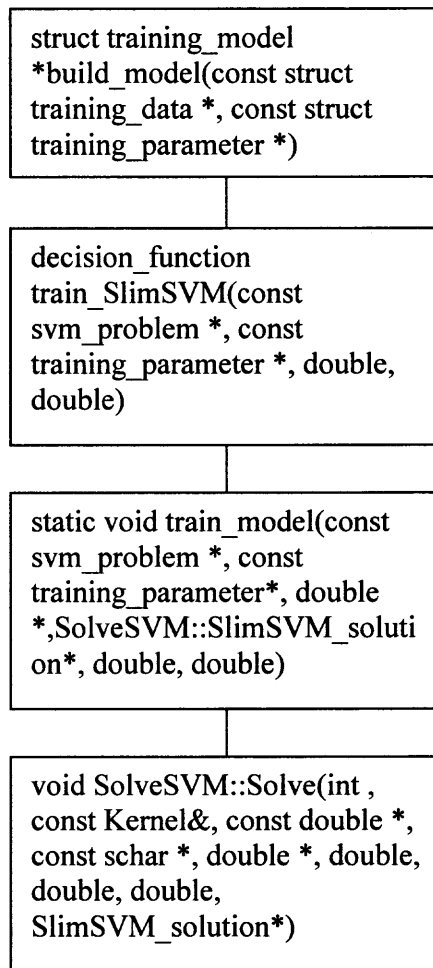 struct training_model
*build_model(const struct
training_data *, const struct
training_parameter *)
decision_function
train_SlimSVM(const
svm_problem *, const
training_parameter *, double,
double)
static void train_model(const
svm_problem *, const
training_parameter*, double
*,SolveSVM::SlimSVM_soluti
on*, double, double)
void SolveSVM::Solve(int ,
const Kernel&, const double *,
const schar *, double *, double,
double, double,
SlimSVM_solution*)